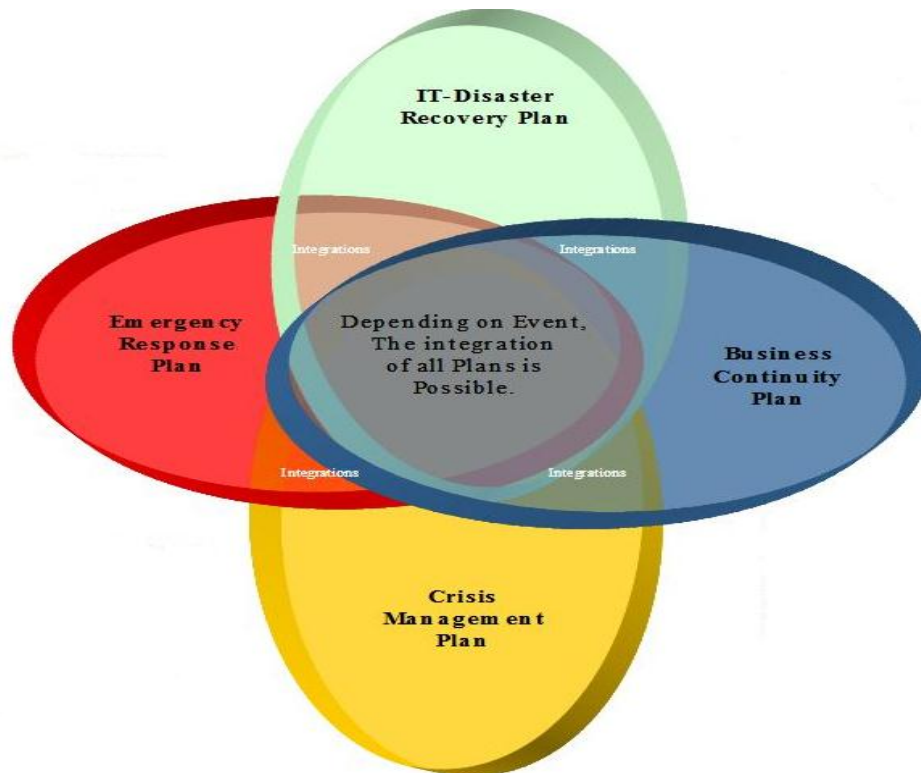 IT-Disaster
Recovery Plan
Integrations
Integrations
Emergency
Response
Plan
Depending on Event,
The integration
of all Plans is
Possible.
Business
Continuity
Plan
Integrations
Integrations
Crisis
Management
Plan